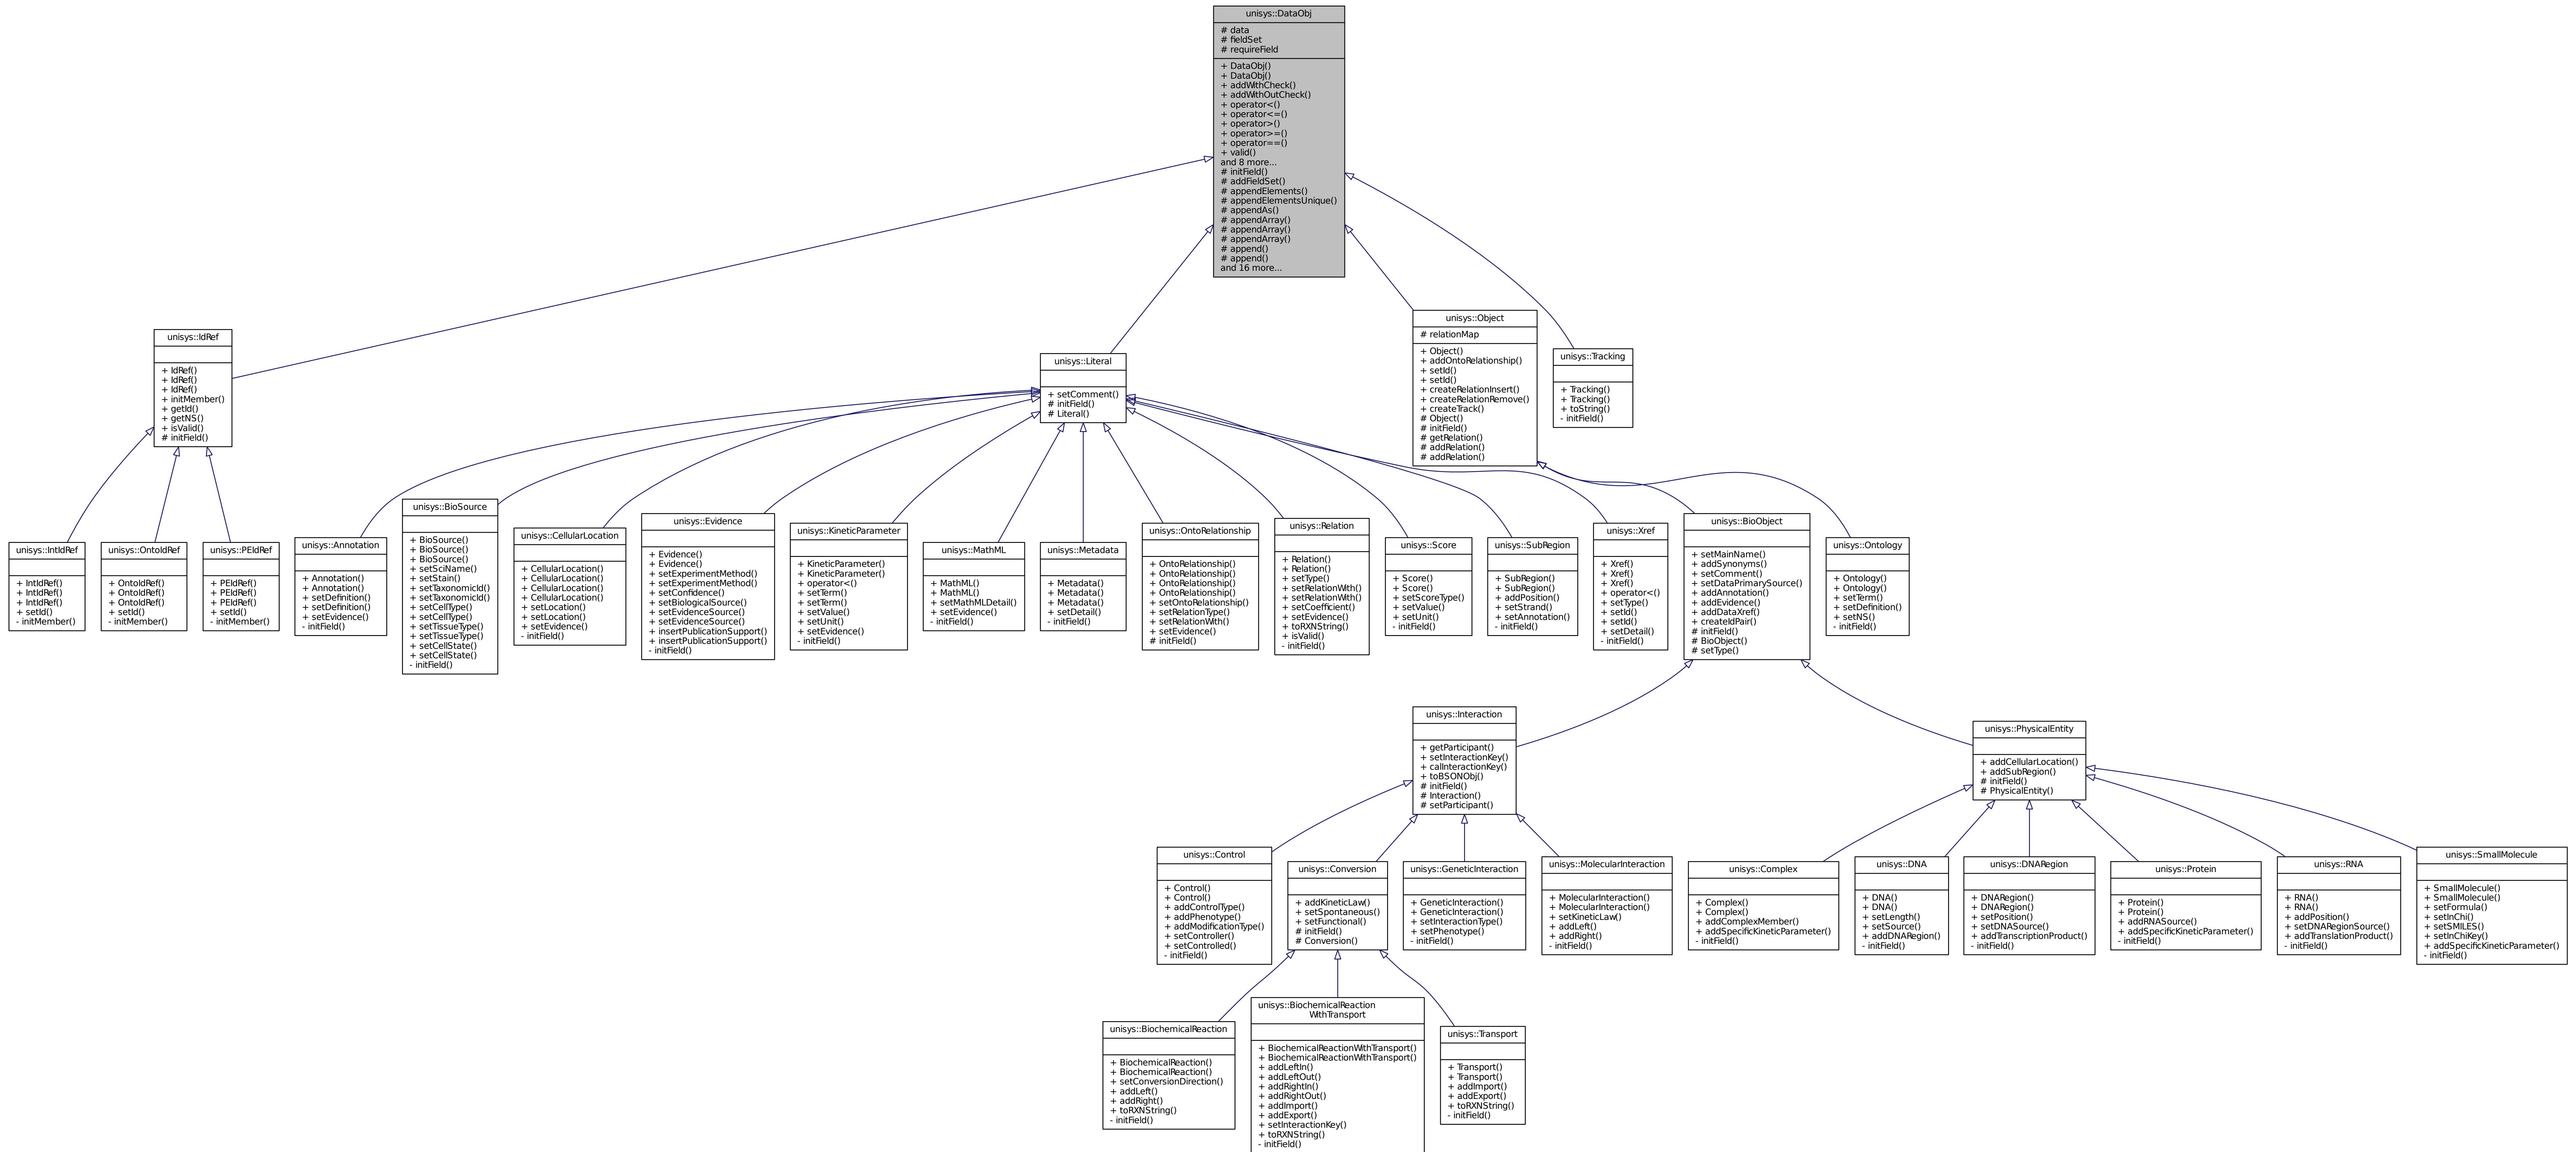 unisys::DataObj
# data
# fieldSet
# requireField
+ DataObj()
+ DataObj()
+ addWithCheck()
+ addWithOutCheck()
+ operator<()
+ operator<=()
+ operator>()
+ operator>=()
+ operator==()
+ valid()
and 8 more...
# initField()
# addFieldSet()
# appendElements()
# appendElementsUnique()
# appendAs()
# appendArray()
# appendArray()
# appendArray()
# append()
# append()
and 16 more...
unisys::IdRef
+ IdRef()
+ IdRef()
+ IdRef()
+ initMember()
+ getId()
+ getNS()
+ isValid()
# initField()
unisys::Literal
+ setComment()
# initField()
# Literal()
unisys::Object
# relationMap
+ Object()
+ addOntoRelationship()
+ setId()
+ setId()
+ createRelationInsert()
+ createRelationRemove()
+ createTrack()
# Object()
# initField()
# getRelation()
# addRelation()
# addRelation()
unisys::Tracking
+ Tracking()
+ Tracking()
+ toString()
- initField()
unisys::IntIdRef
+ IntIdRef()
+ IntIdRef()
+ IntIdRef()
+ setId()
- initMember()
unisys::OntoIdRef
+ OntoIdRef()
+ OntoIdRef()
+ OntoIdRef()
+ setId()
- initMember()
unisys::PEIdRef
+ PEIdRef()
+ PEIdRef()
+ PEIdRef()
+ setId()
- initMember()
unisys::Annotation
+ Annotation()
+ Annotation()
+ setDefinition()
+ setDefinition()
+ setEvidence()
- initField()
unisys::BioSource
+ BioSource()
+ BioSource()
+ BioSource()
+ setSciName()
+ setStain()
+ setTaxonomicId()
+ setTaxonomicId()
+ setCellType()
+ setCellType()
+ setTissueType()
+ setTissueType()
+ setCellState()
+ setCellState()
- initField()
unisys::CellularLocation
+ CellularLocation()
+ CellularLocation()
+ CellularLocation()
+ CellularLocation()
+ setLocation()
+ setLocation()
+ setEvidence()
- initField()
unisys::Evidence
+ Evidence()
+ Evidence()
+ setExperimentMethod()
+ setExperimentMethod()
+ setConfidence()
+ setBiologicalSource()
+ setEvidenceSource()
+ setEvidenceSource()
+ insertPublicationSupport()
+ insertPublicationSupport()
- initField()
unisys::KineticParameter
+ KineticParameter()
+ KineticParameter()
+ operator<()
+ setTerm()
+ setTerm()
+ setValue()
+ setUnit()
+ setEvidence()
- initField()
unisys::MathML
+ MathML()
+ MathML()
+ setMathMLDetail()
+ setEvidence()
- initField()
unisys::Metadata
+ Metadata()
+ Metadata()
+ Metadata()
+ setDetail()
- initField()
unisys::OntoRelationship
+ OntoRelationship()
+ OntoRelationship()
+ OntoRelationship()
+ OntoRelationship()
+ setOntoRelationship()
+ setRelationType()
+ setRelationWith()
+ setEvidence()
# initField()
unisys::Relation
+ Relation()
+ Relation()
+ setType()
+ setRelationWith()
+ setRelationWith()
+ setCoefficient()
+ setEvidence()
+ toRXNString()
+ isValid()
- initField()
unisys::Score
+ Score()
+ Score()
+ setScoreType()
+ setValue()
+ setUnit()
- initField()
unisys::SubRegion
+ SubRegion()
+ SubRegion()
+ addPosition()
+ setStrand()
+ setAnnotation()
- initField()
unisys::Xref
+ Xref()
+ Xref()
+ Xref()
+ operator<()
+ setType()
+ setId()
+ setId()
+ setDetail()
- initField()
unisys::BioObject
+ setMainName()
+ addSynonyms()
+ setComment()
+ setDataPrimarySource()
+ addAnnotation()
+ addEvidence()
+ addDataXref()
+ createIdPair()
# initField()
# BioObject()
# setType()
unisys::Ontology
+ Ontology()
+ Ontology()
+ setTerm()
+ setDefinition()
+ setNS()
- initField()
unisys::Interaction
+ getParticipant()
+ setInteractionKey()
+ calInteractionKey()
+ toBSONObj()
# initField()
# Interaction()
# setParticipant()
unisys::PhysicalEntity
+ addCellularLocation()
+ addSubRegion()
# initField()
# PhysicalEntity()
unisys::Control
+ Control()
+ Control()
+ addControlType()
+ addPhenotype()
+ addModificationType()
+ setController()
+ setControlled()
- initField()
unisys::Conversion
+ addKineticLaw()
+ setSpontaneous()
+ setFunctional()
# initField()
# Conversion()
unisys::GeneticInteraction
+ GeneticInteraction()
+ GeneticInteraction()
+ setInteractionType()
+ setPhenotype()
- initField()
unisys::MolecularInteraction
+ MolecularInteraction()
+ MolecularInteraction()
+ setKineticLaw()
+ addLeft()
+ addRight()
- initField()
unisys::Complex
+ Complex()
+ Complex()
+ addComplexMember()
+ addSpecificKineticParameter()
- initField()
unisys::DNA
+ DNA()
+ DNA()
+ setLength()
+ setSource()
+ addDNARegion()
- initField()
unisys::DNARegion
+ DNARegion()
+ DNARegion()
+ setPosition()
+ setDNASource()
+ addTranscriptionProduct()
- initField()
unisys::Protein
+ Protein()
+ Protein()
+ addRNASource()
+ addSpecificKineticParameter()
- initField()
unisys::RNA
+ RNA()
+ RNA()
+ addPosition()
+ setDNARegionSource()
+ addTranslationProduct()
- initField()
unisys::SmallMolecule
+ SmallMolecule()
+ SmallMolecule()
+ setFormula()
+ setInChi()
+ setSMILES()
+ setInChiKey()
+ addSpecificKineticParameter()
- initField()
unisys::BiochemicalReaction
+ BiochemicalReaction()
+ BiochemicalReaction()
+ setConversionDirection()
+ addLeft()
+ addRight()
+ toRXNString()
- initField()
unisys::BiochemicalReaction
WithTransport
+ BiochemicalReactionWithTransport()
+ BiochemicalReactionWithTransport()
+ addLeftIn()
+ addLeftOut()
+ addRightIn()
+ addRightOut()
+ addImport()
+ addExport()
+ setInteractionKey()
+ toRXNString()
- initField()
unisys::Transport
+ Transport()
+ Transport()
+ addImport()
+ addExport()
+ toRXNString()
- initField()